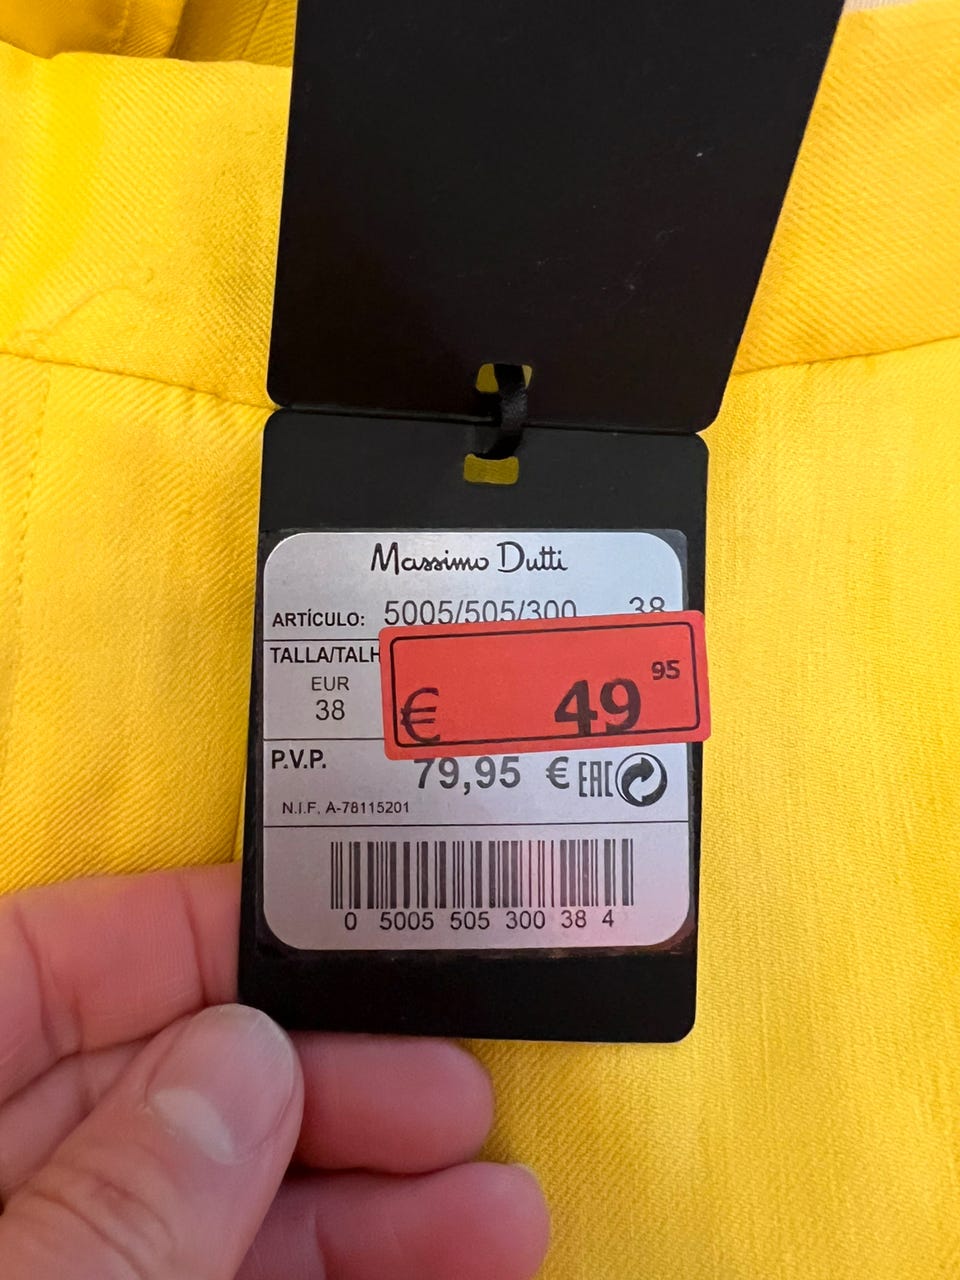 Massimo Dutti
ARTÍCULO: 5005/505/300 38
TALLA/TALH
EUR
38
€ 49 95
P.V.P. 79,95 € EAC
N.I.F. A-78115201
0 5005 505 300 38 4